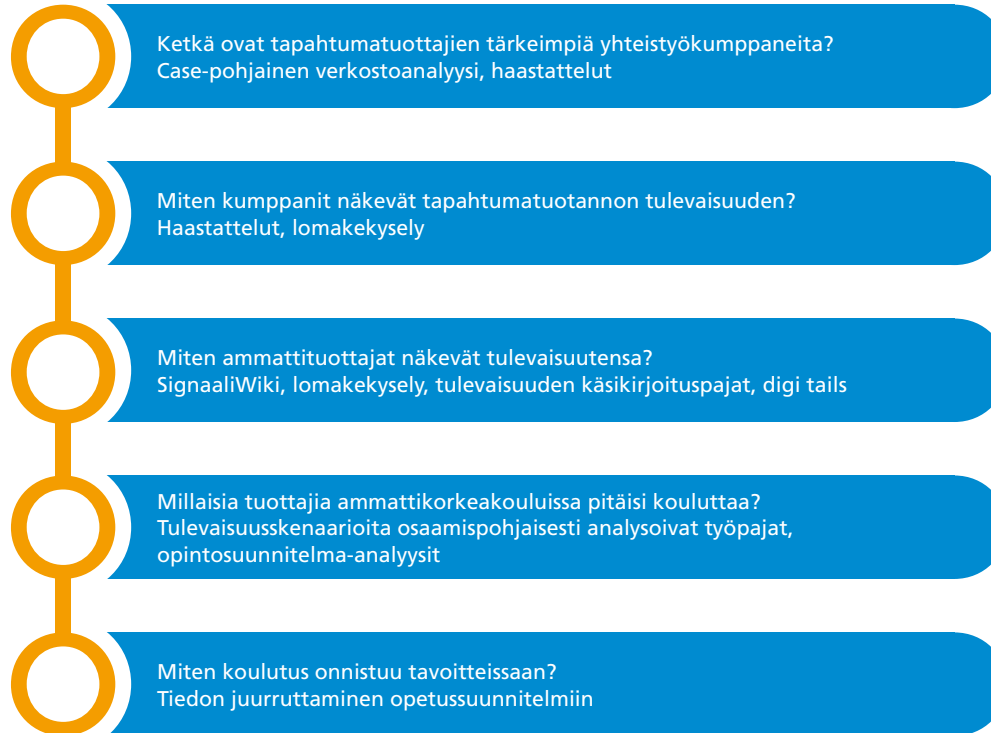 Ketkä ovat tapahtumatuottajien tärkeimpiä yhteistyökumppaneita?
Case-pohjainen verkostoanalyysi, haastattelut
Miten kumppanit näkevät tapahtumatuotannon tulevaisuuden?
Haastattelut, lomakekysely
Miten ammattituottajat näkevät tulevaisuutensa?
SignaaliWiki, lomakekysely, tulevaisuuden käsikirjoituspajat, digi tails
Millaisia tuottajia ammattikorkeakouluissa pitäisi kouluttaa?
Tulevaisuusskenaarioita osaamispohjaisesti analysoivat työpajat,
opintosuunnitelma-analyysit
Miten koulutus onnistuu tavoitteissaan?
Tiedon juurruttaminen opetussuunnitelmiin